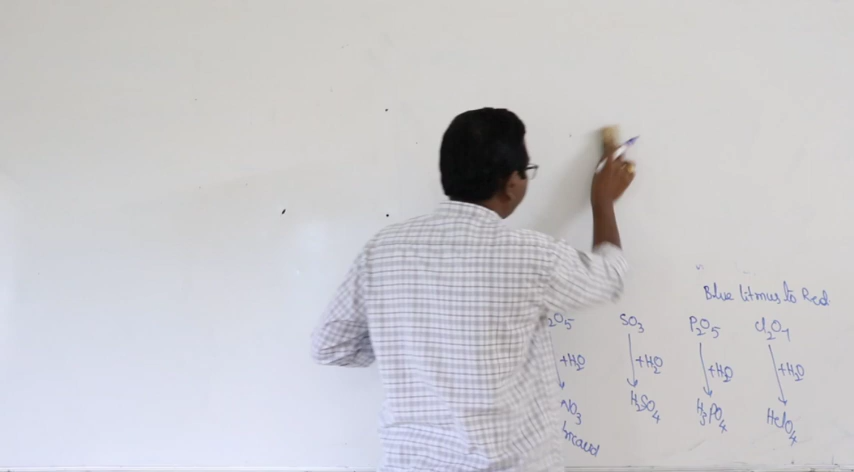 Blue litmus to Red
2O5 SO3 P2O5 Cl2O7
+H2O +H2O +H2O +H2O
NO3 H2SO4 H3PO4 HClO4